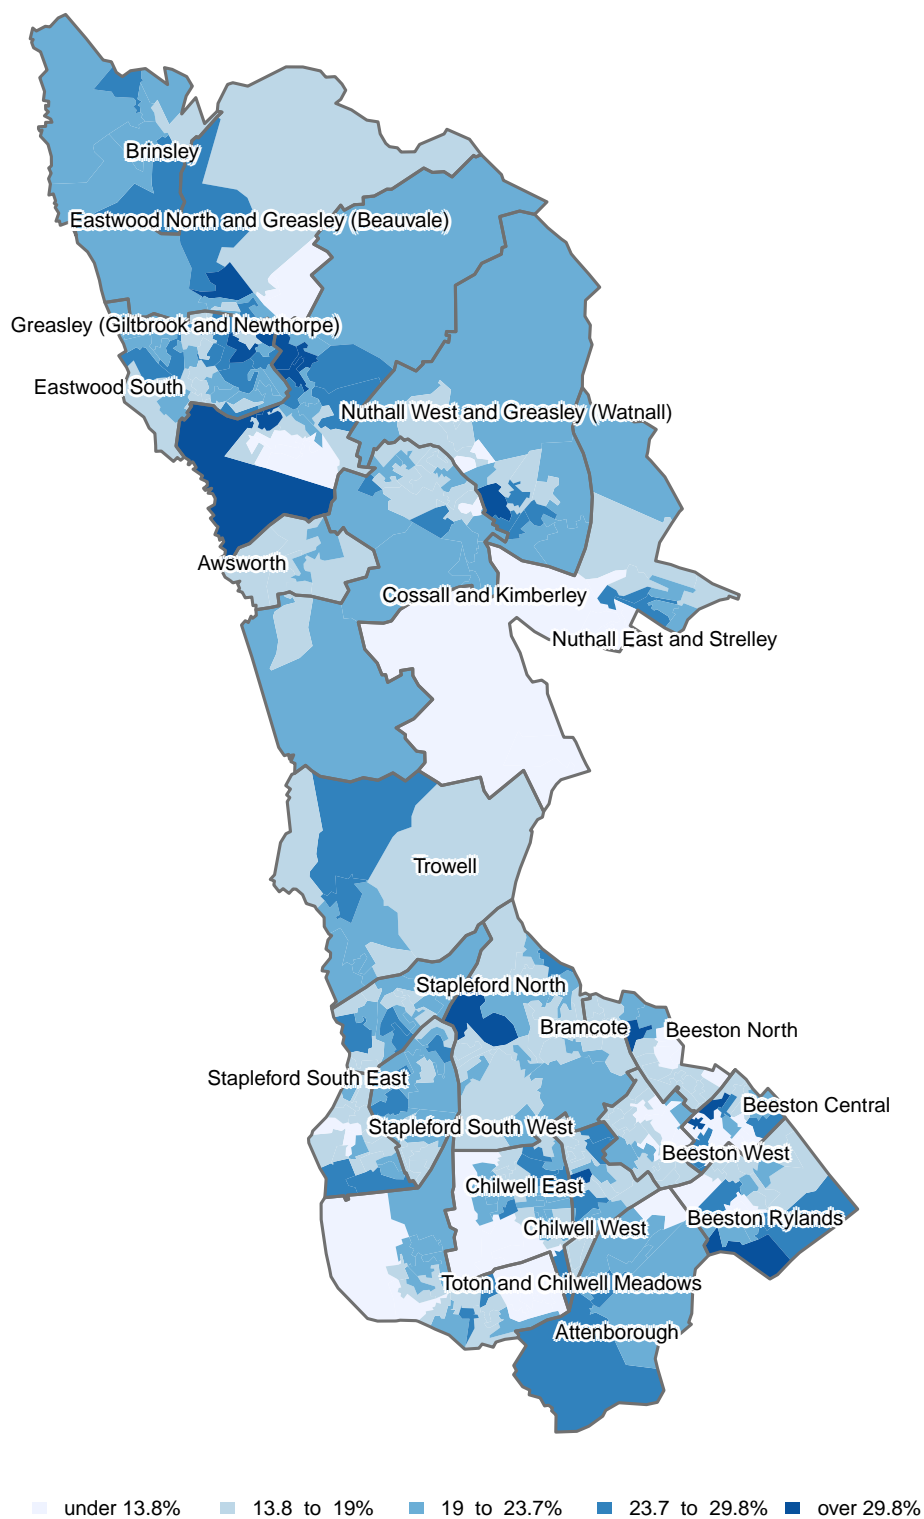 Brinsley
Eastwood North and Greasley (Beauvale)
Greasley (Giltbrook and Newthorpe)
Eastwood South
Nuthall West and Greasley (Watnall)
Awsworth
Cossall and Kimberley
Nuthall East and Strelley
Trowell
Stapleford North
Bramcote
Beeston North
Stapleford South East
Beeston Central
Stapleford South West
Beeston West
Chilwell East
Beeston Rylands
Chilwell West
Toton and Chilwell Meadows
Attenborough
under 13.8% 13.8 to 19% 19 to 23.7% 23.7 to 29.8% over 29.8%